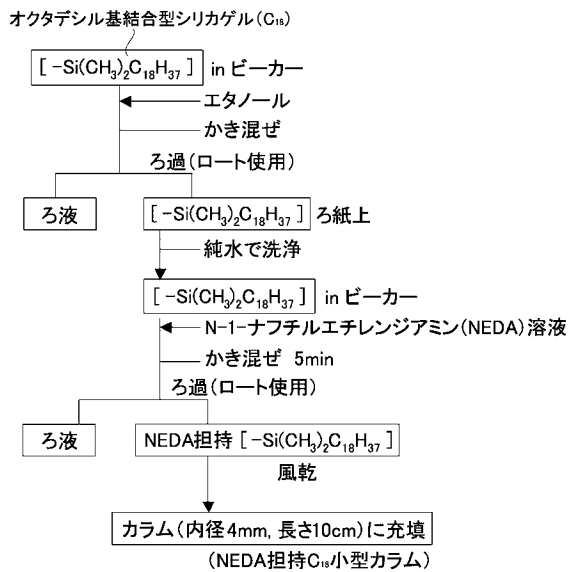 オクタデシル基結合型シリカゲル(C₁₈)
[ -Si(CH₃)₂C₁₈H₃₇ ] in ビーカー
エタノール
かき混ぜ
ろ過(ロート使用)
ろ液
[ -Si(CH₃)₂C₁₈H₃₇ ] ろ紙上
純水で洗浄
[ -Si(CH₃)₂C₁₈H₃₇ ] in ビーカー
N-1-ナフチルエチレンジアミン(NEDA)溶液
かき混ぜ 5min
ろ過(ロート使用)
ろ液
NEDA担持 [ -Si(CH₃)₂C₁₈H₃₇ ]
風乾
カラム(内径4mm, 長さ10cm)に充填
(NEDA担持C₁₈小型カラム)